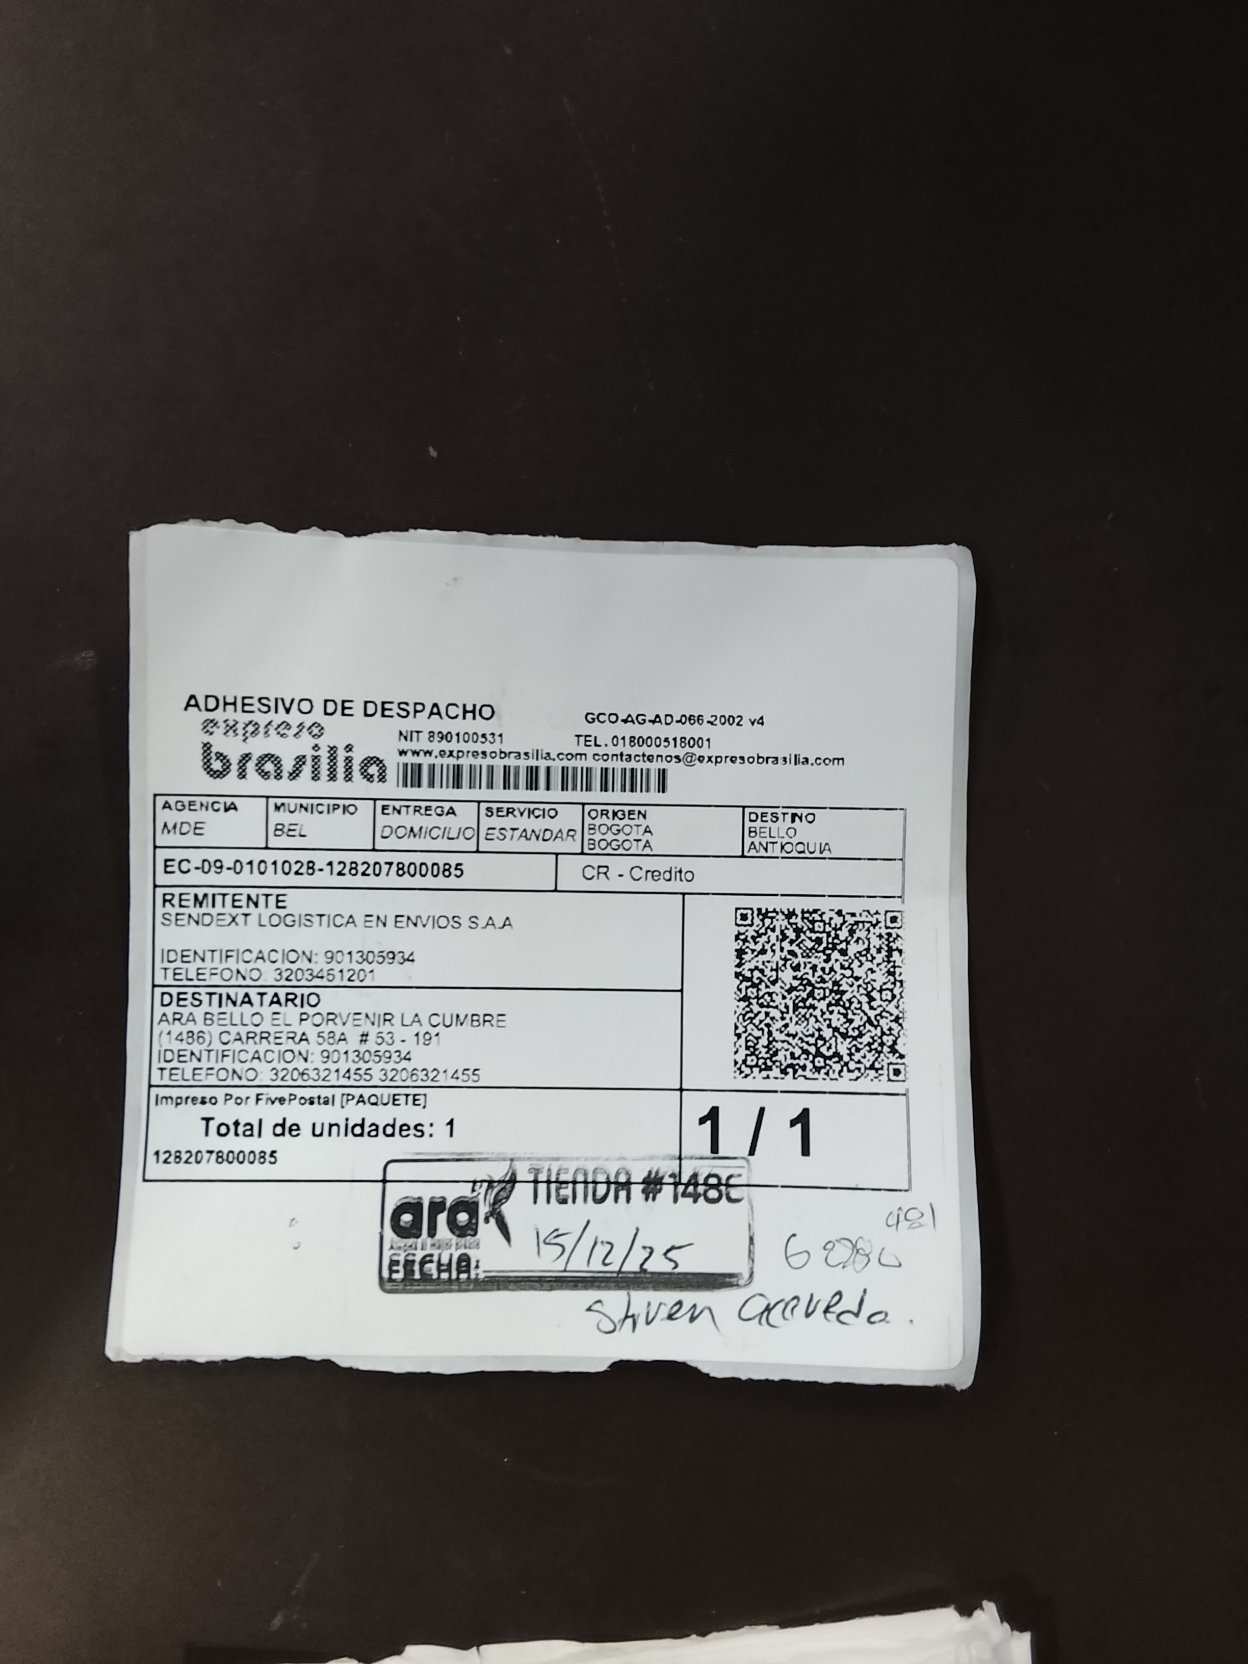 ADHESIVO DE DESPACHO
GCO-AG-AD-066-2002 v4
expreso
brasilia
NIT 890100531 TEL. 018000518001
www.expresobrasilia.com contactenos@expresobrasilia.com
AGENCIA MUNICIPIO ENTREGA SERVICIO ORIGEN DESTINO
MDE BEL DOMICILIO ESTANDAR BOGOTA BELLO
BOGOTA ANTIOQUIA
EC-09-0101028-128207800085 CR - Credito
REMITENTE
SENDEXT LOGISTICA EN ENVIOS S.A.A
IDENTIFICACION: 901305934
TELEFONO: 3203461201
DESTINATARIO
ARA BELLO EL PORVENIR LA CUMBRE
(1486) CARRERA 58A # 53 - 191
IDENTIFICACION: 901305934
TELEFONO: 3206321455 3206321455
Impreso Por FivePostal [PAQUETE]
Total de unidades: 1
1 / 1
128207800085
ara TIENDA #148
15/12/25
FECHA:
481
Stiven acevedo.